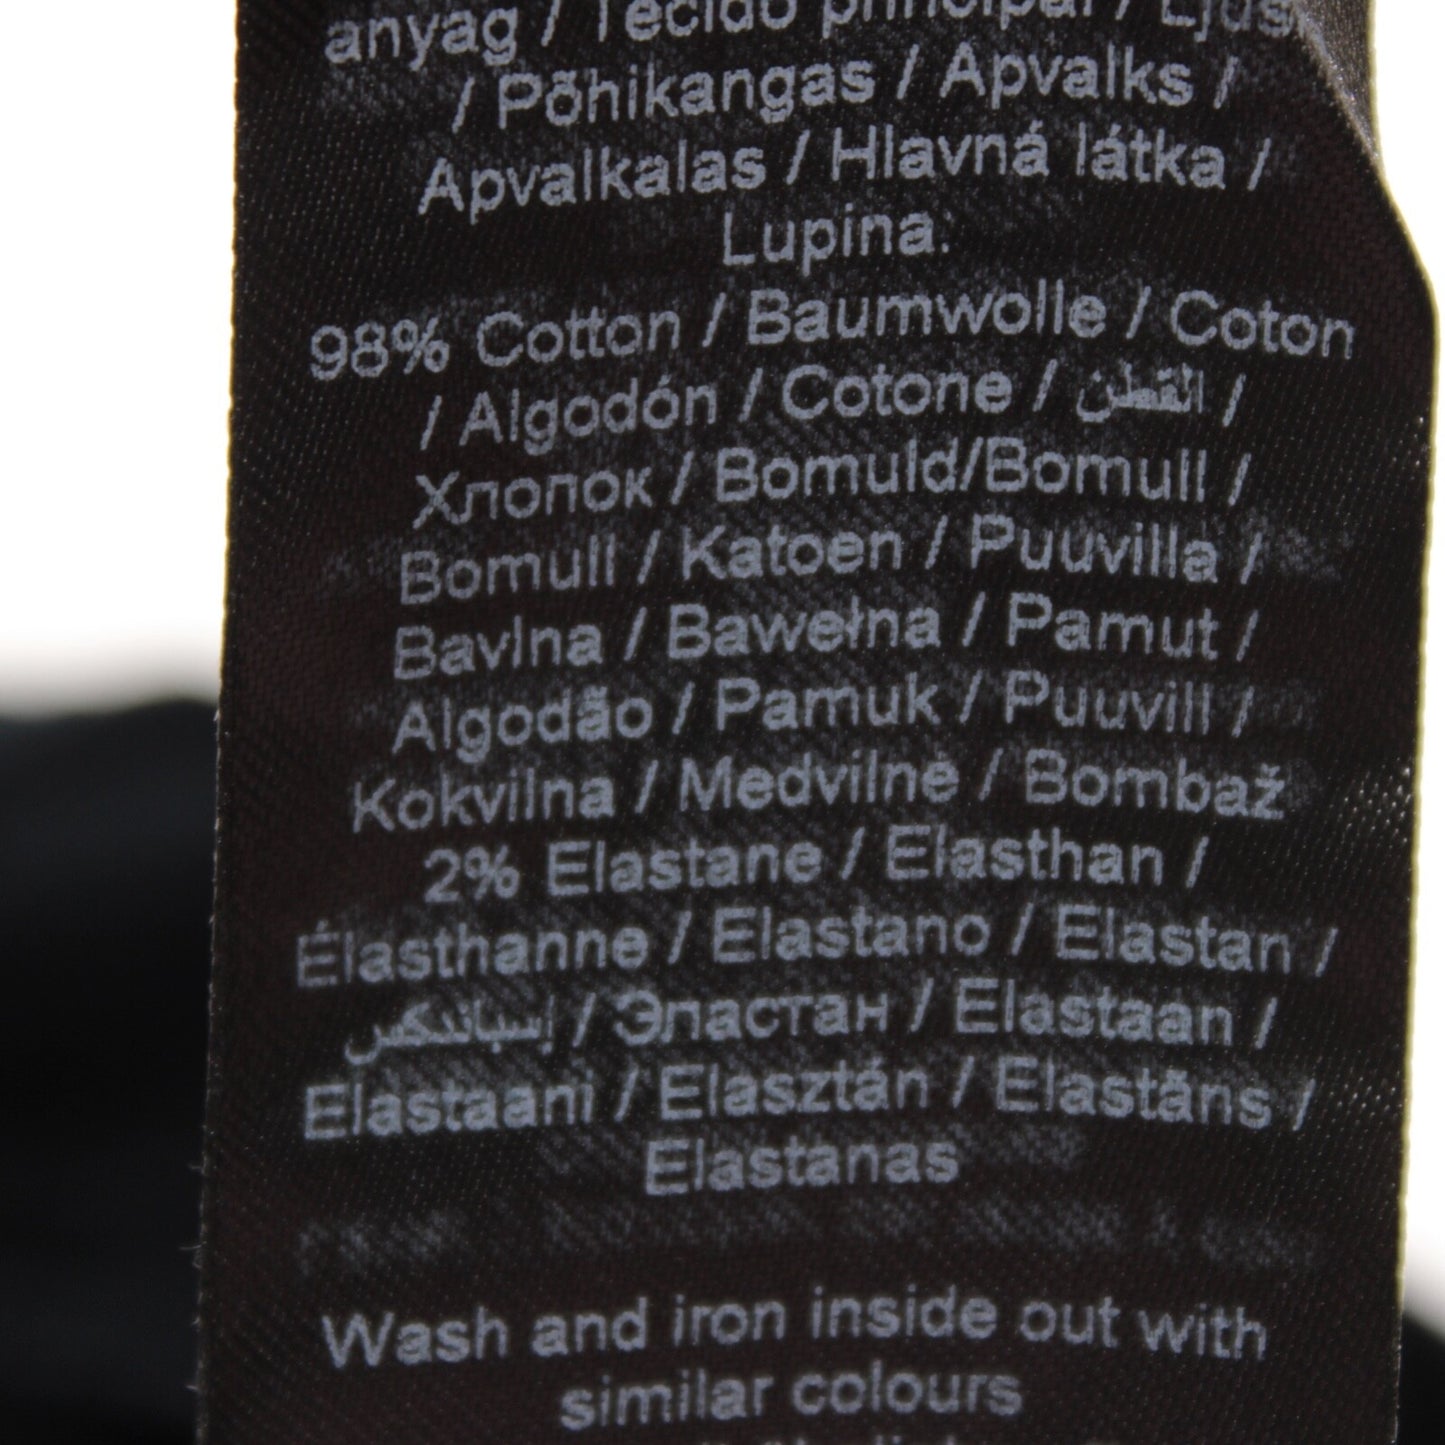 anyag / Tecido principal / Ljus
/ Põhikangas / Apvalks /
Apvalkalas / Hlavná látka /
Lupina:
98% Cotton / Baumwolle / Coton
/ Algodón / Cotone / القطن /
Хлопок / Bomuld/Bomull /
Bomull / Katoen / Puuvilla /
Bavlna / Bawełna / Pamut /
Algodão / Pamuk / Puuvill /
Kokvilna / Medvilnė / Bombaž
2% Elastane / Elasthan /
Élasthanne / Elastano / Elastan /
إسباندكس / Эластан / Elastaan /
Elastaani / Elasztán / Elastāns /
Elastanas
Wash and iron inside out with
similar colours